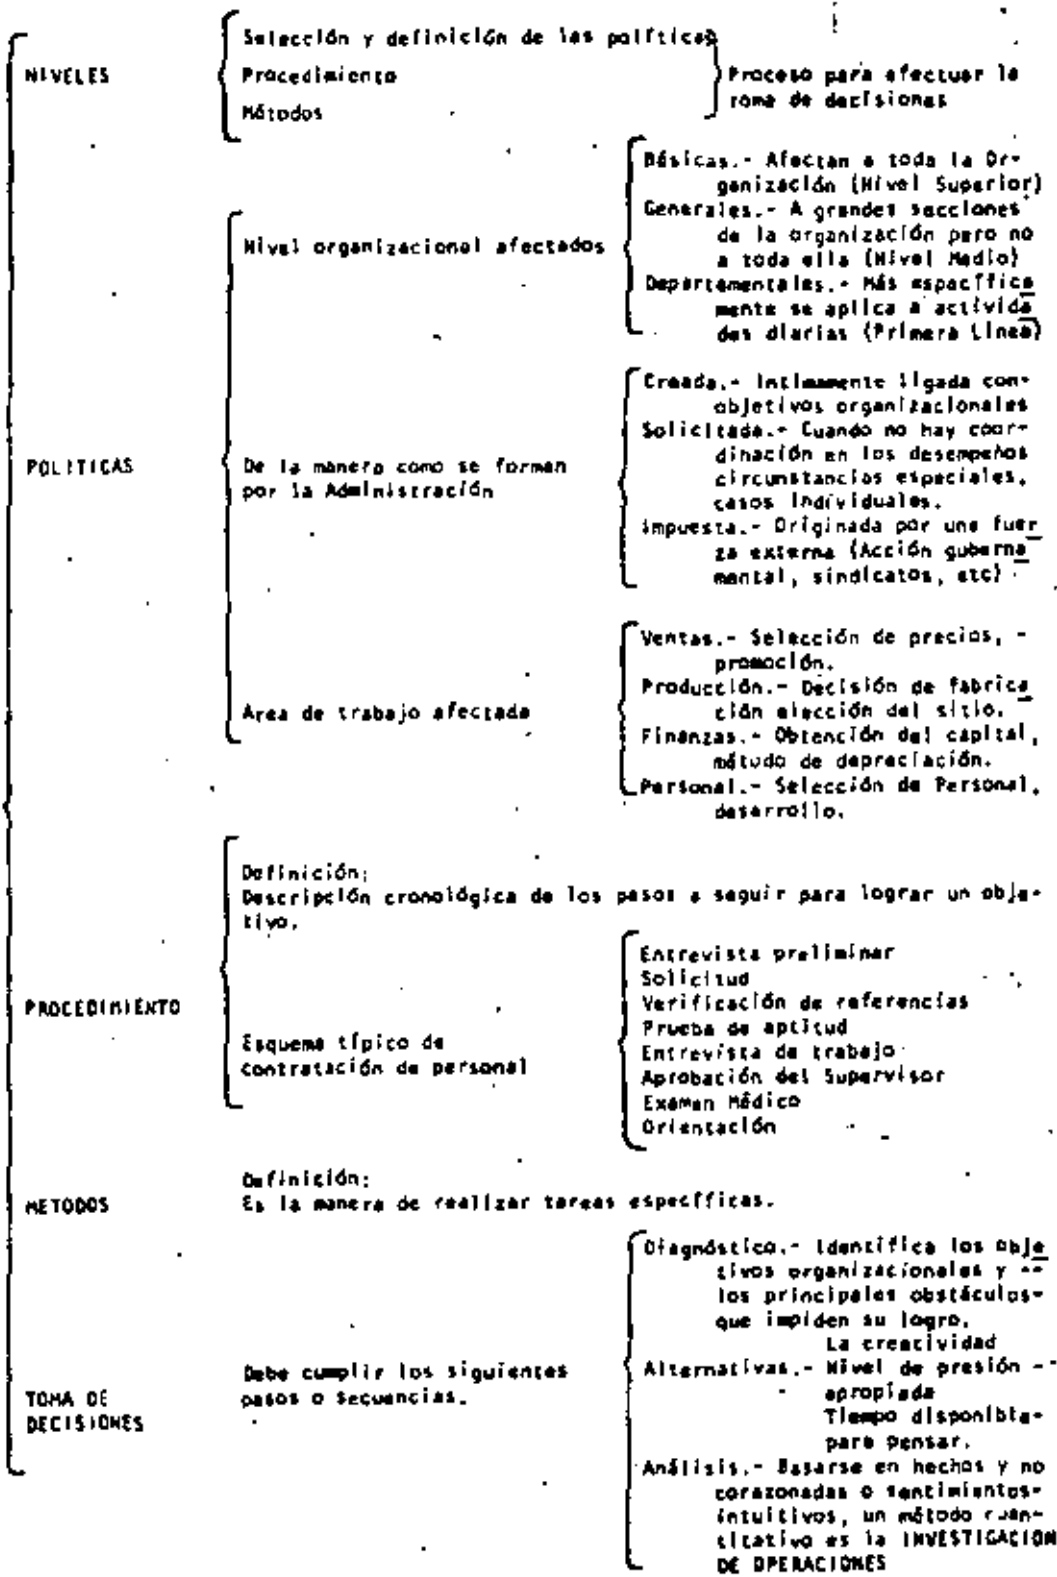 NIVELES
Selección y definición de las políticas
Procedimiento
Métodos
Proceso para efectuar la
toma de decisiones
POLITICAS
Nivel organizacional afectados
Básicas.- Afectan a toda la Or-
ganización (Nivel Superior)
Generales.- A grandes secciones
de la organización pero no
a toda ella (Nivel Medio)
Departamentales.- Más específica
mente se aplica a activida
des diarias (Primera Linea)
De la manera como se forman
por la Administración
Creada.- Intimamente ligada con-
objetivos organizacionales
Solicitada.- Cuando no hay coor-
dinación en los desempeños
circunstancias especiales,
casos individuales.
Impuesta.- Originada por una fuer
za externa (Acción guberna
mental, sindicatos, etc)
Area de trabajo afectada
Ventas.- Selección de precios, -
promoción.
Producción.- Decisión de fabrica
ción elección del sitio.
Finanzas.- Obtención del capital,
método de depreciación.
Personal.- Selección de Personal,
desarrollo.
PROCEDIMIENTO
Definición:
Descripción cronológica de los pasos a seguir para lograr un obje-
tivo.
Esquema típico de
contratación de personal
Entrevista preliminar
Solicitud
Verificación de referencias
Prueba de aptitud
Entrevista de trabajo
Aprobación del Supervisor
Examen Médico
Orientación
METODOS
Definición:
Es la manera de realizar tareas específicas.
TOMA DE
DECISIONES
Debe cumplir los siguientes
pasos o secuencias.
Diagnóstico.- Identifica los obje
tivos organizacionales y --
los principales obstáculos-
que impiden su logro.
La creatividad
Alternativas.- Nivel de presión --
apropiada
Tiempo disponible-
para pensar.
Análisis.- Basarse en hechos y no
corazonadas o sentimientos-
intuitivos, un método cuan-
titativo es la INVESTIGACION
DE OPERACIONES